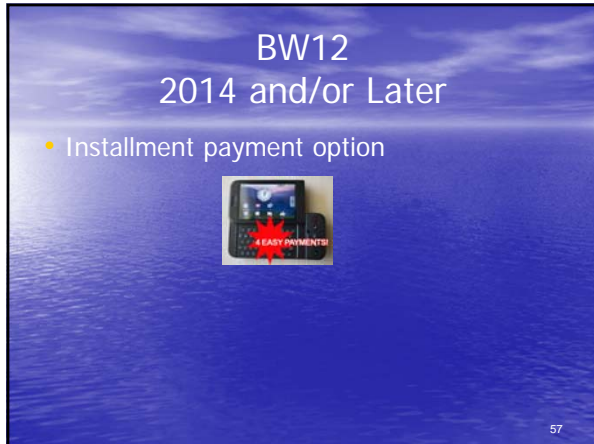 BW12
2014 and/or Later
• Installment payment option
4 EASY PAYMENTS!
57